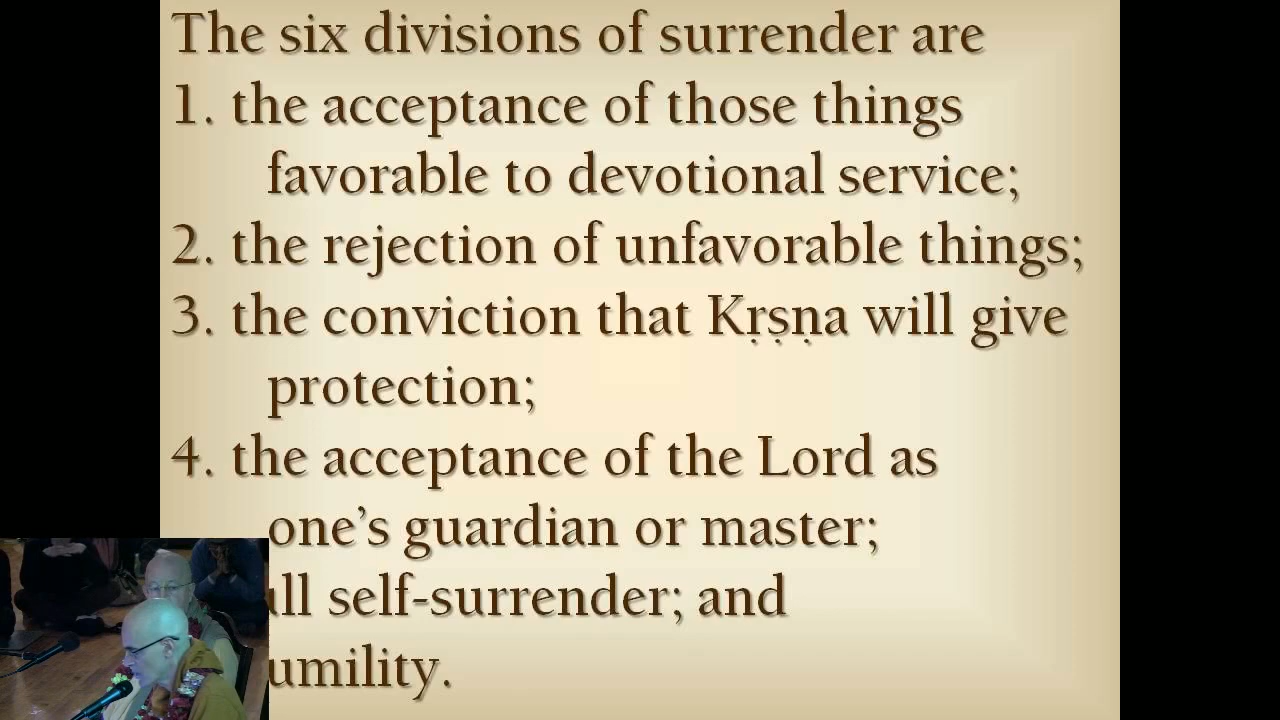 The six divisions of surrender are
1. the acceptance of those things
favorable to devotional service;
2. the rejection of unfavorable things;
3. the conviction that Kṛṣṇa will give
protection;
4. the acceptance of the Lord as
one’s guardian or master;
self-surrender; and